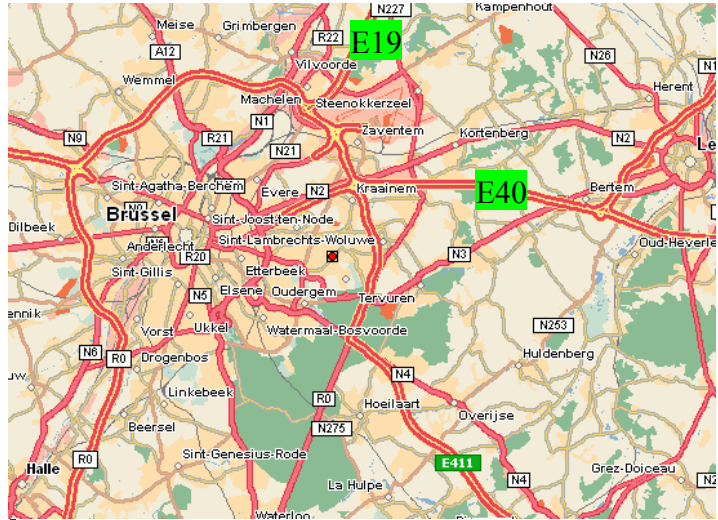 N227
Kampenhout
Meise
Grimbergen
R22
E19
A12
Vilvoorde
N26
Wemmel
Herent
Machelen
Steenokkerzeel
N9
R21
N1
Zaventem
Kortenberg
N2
N21
Sint-Agatha-Berchem
Evere
N2
Kraainem
E40
Bertem
Brüssel
Sint-Joost-ten-Node
Dilbeek
Anderlecht
Sint-Lambrechts-Woluwe
N3
Oud-Heverlee
R20
Etterbeek
Sint-Gillis
Elsene
Oudergem
Tervuren
N5
Vorst
Ukkel
Watermaal-Bosvoorde
N253
N6
R0
Drogenbos
Huldenberg
N4
Linkebeek
R0
Hoeilaart
Overijse
Beersel
N275
R0
Sint-Genesius-Rode
E411
Grez-Doiceau
Halle
N4
La Hulpe
Waterloo